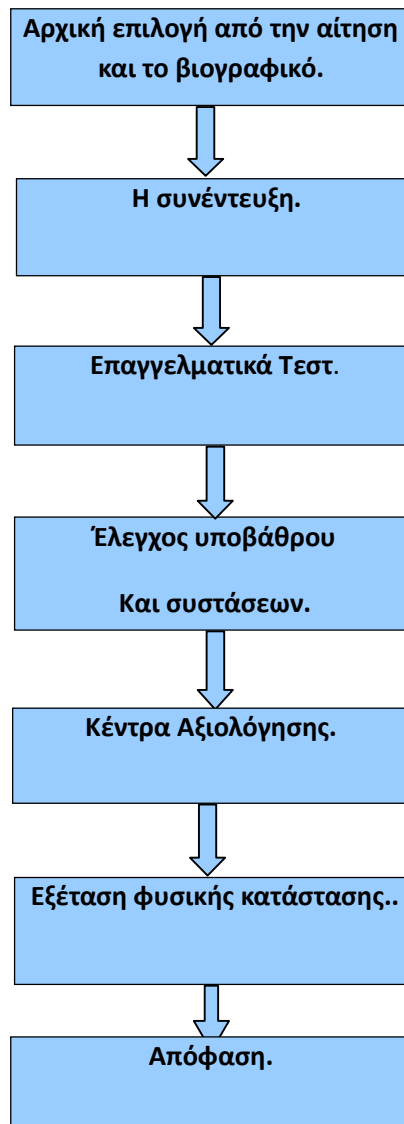 Αρχική επιλογή από την αίτηση
και το βιογραφικό.
Η συνέντευξη.
Επαγγελματικά Τεστ.
Έλεγχος υποβάθρου
Και συστάσεων.
Κέντρα Αξιολόγησης.
Εξέταση φυσικής κατάστασης..
Απόφαση.